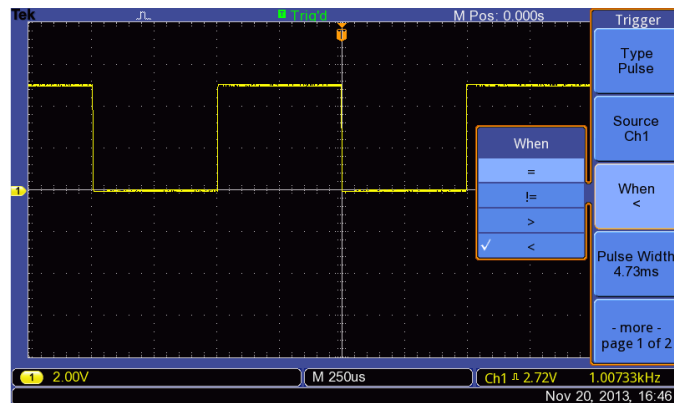 Tek T Trig'd M Pos: 0.000s
T
Trigger
Type
Pulse
Source
Ch1
When
<
Pulse Width
4.73ms
- more -
page 1 of 2
When
=
!=
>
✓ <
1
1 2.00V M 250us Ch1 2.72V 1.00733kHz
Nov 20, 2013, 16:46